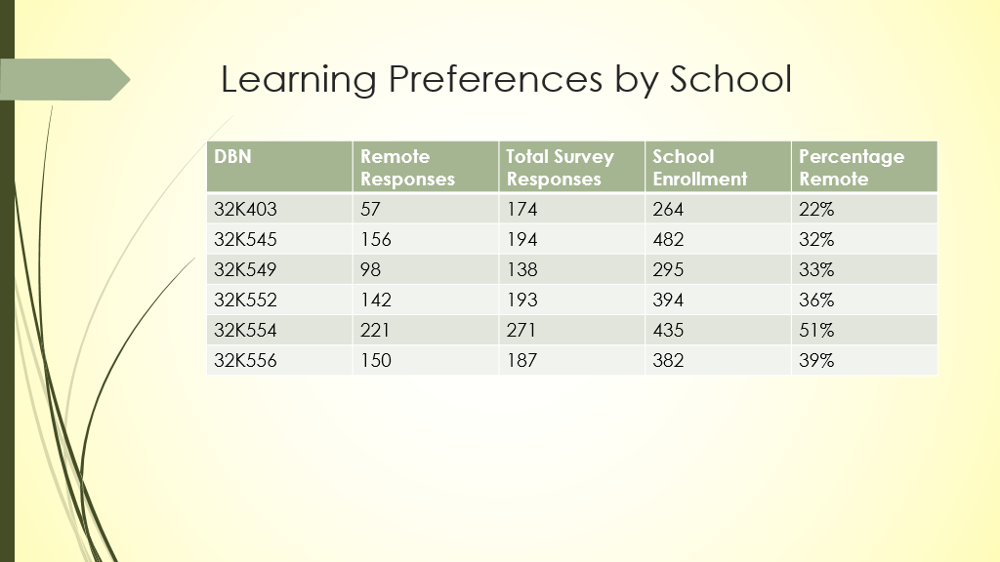 Learning Preferences by School
DBN Remote Responses Total Survey Responses School Enrollment Percentage Remote
32K403 57 174 264 22%
32K545 156 194 482 32%
32K549 98 138 295 33%
32K552 142 193 394 36%
32K554 221 271 435 51%
32K556 150 187 382 39%